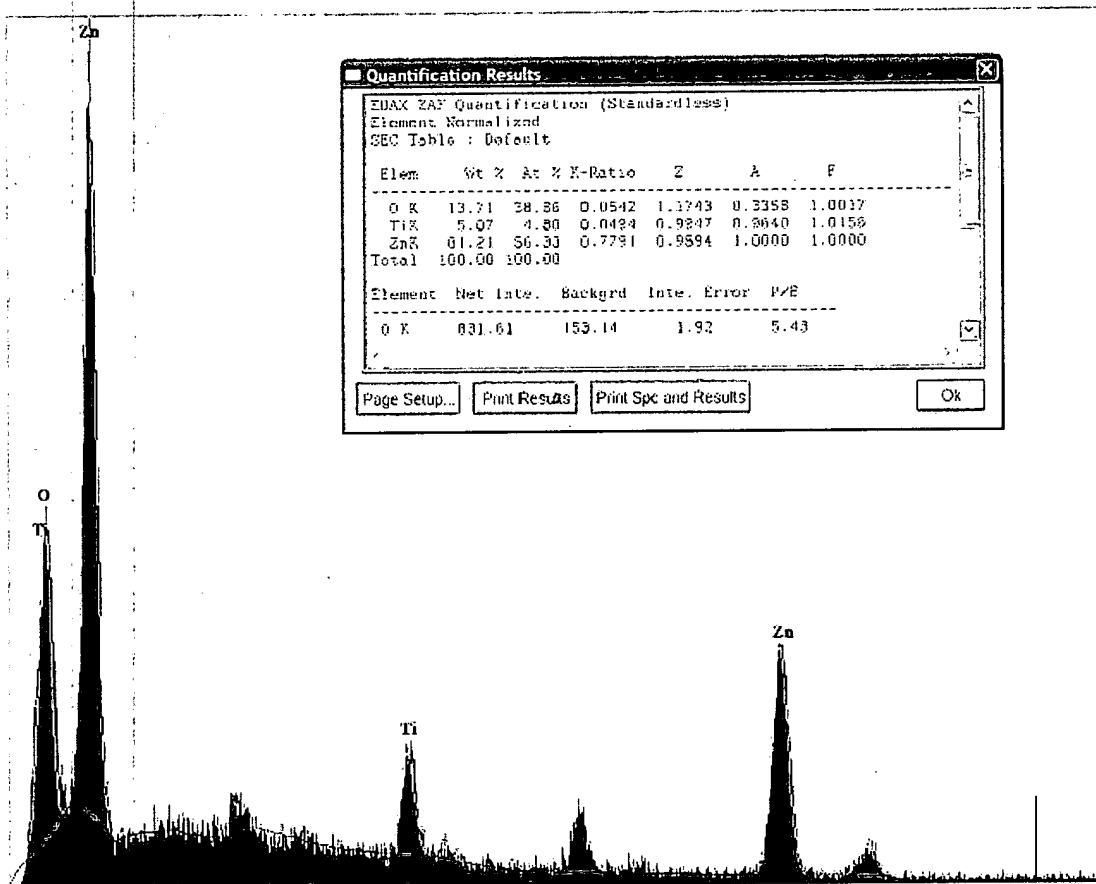 Zn
Quantification Results
EDAX ZAF Quantification (Standardless)
Element Normalized
SEC Table : Default
Elem Wt % At % K-Ratio Z A F
O K 13.71 38.86 0.0542 1.1743 0.3358 1.0017
TiK 5.07 4.80 0.0494 0.9847 0.9640 1.0156
ZnK 81.21 56.33 0.7791 0.9594 1.0000 1.0000
Total 100.00 100.00
Element Net Inte. Backgrd Inte. Error P/B
O K 831.61 153.14 1.92 5.43
Page Setup... Print Results Print Spc and Results Ok
O
Ti
Zn
Ti